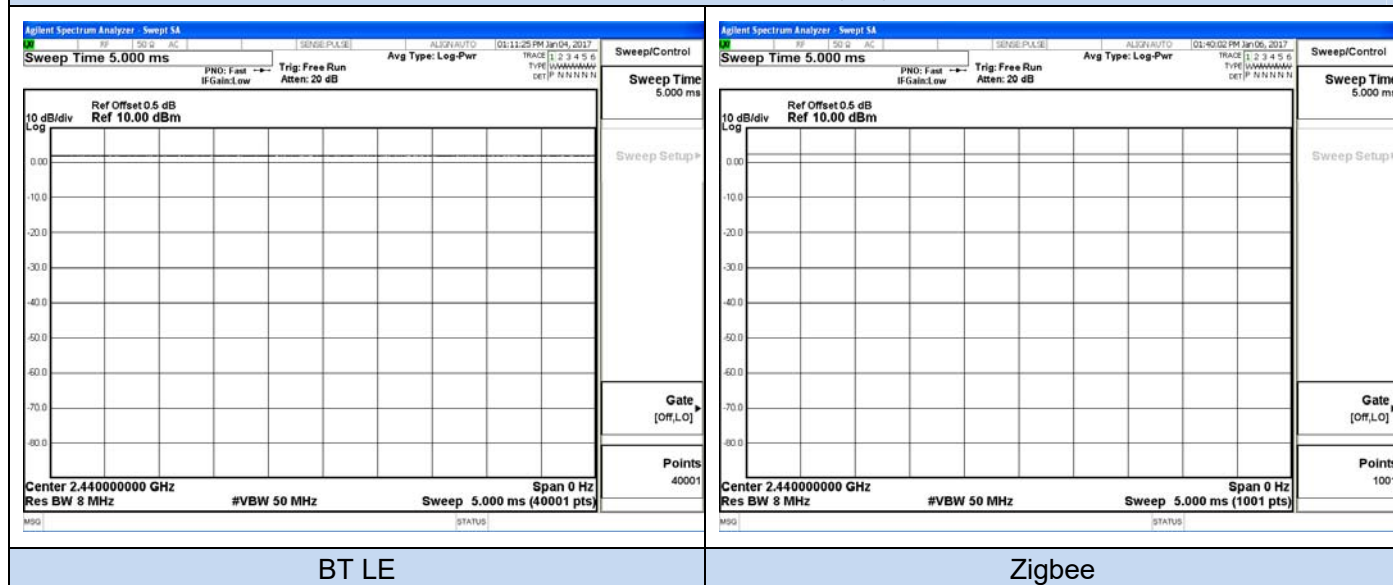 Agilent Spectrum Analyzer - Swept SA
RF 50 Ω AC SENSE:PULSE ALIGN AUTO 01:11:25 PM Jan 04, 2017
Sweep Time 5.000 ms
PNO: Fast
IFGain:Low
Trig: Free Run
Atten: 20 dB
Avg Type: Log-Pwr
TRACE 1 2 3 4 5 6
TYPE
DET P N N N N N
Ref Offset 0.5 dB
10 dB/div Ref 10.00 dBm
Log
0.00
-10.0
-20.0
-30.0
-40.0
-50.0
-60.0
-70.0
-80.0
Center 2.440000000 GHz Span 0 Hz
Res BW 8 MHz #VBW 50 MHz Sweep 5.000 ms (40001 pts)
MSG STATUS
Sweep/Control
Sweep Time
5.000 ms
Sweep Setup
Gate
[Off,LO]
Points
40001
BT LE
Agilent Spectrum Analyzer - Swept SA
RF 50 Ω AC SENSE:PULSE ALIGN AUTO 01:40:02 PM Jan 06, 2017
Sweep Time 5.000 ms
PNO: Fast
IFGain:Low
Trig: Free Run
Atten: 20 dB
Avg Type: Log-Pwr
TRACE 1 2 3 4 5 6
TYPE
DET P N N N N N
Ref Offset 0.5 dB
10 dB/div Ref 10.00 dBm
Log
0.00
-10.0
-20.0
-30.0
-40.0
-50.0
-60.0
-70.0
-80.0
Center 2.440000000 GHz Span 0 Hz
Res BW 8 MHz #VBW 50 MHz Sweep 5.000 ms (1001 pts)
MSG STATUS
Sweep/Control
Sweep Time
5.000 ms
Sweep Setup
Gate
[Off,LO]
Points
1001
Zigbee